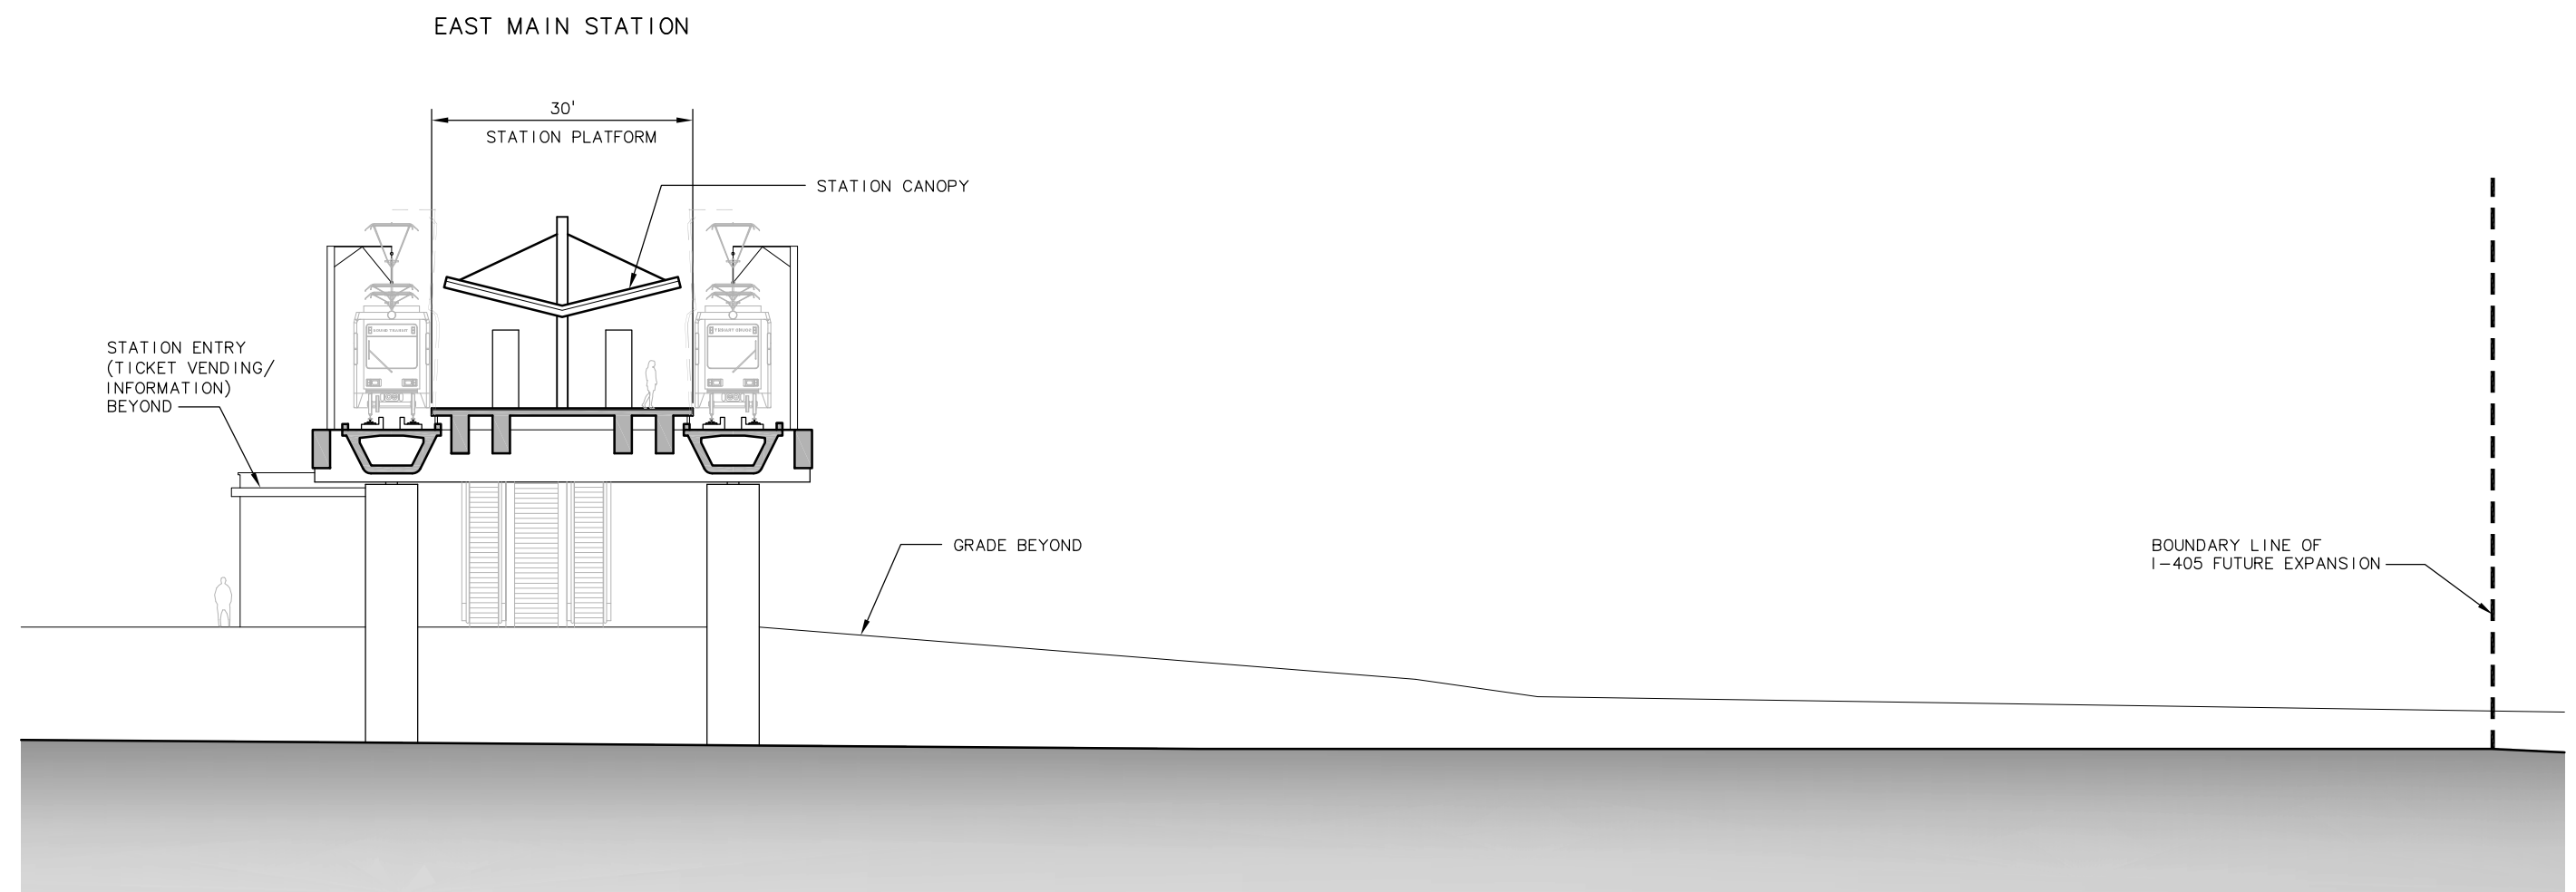 EAST MAIN STATION
30'
STATION PLATFORM
STATION CANOPY
STATION ENTRY
(TICKET VENDING/
INFORMATION)
BEYOND
GRADE BEYOND
BOUNDARY LINE OF
I-405 FUTURE EXPANSION